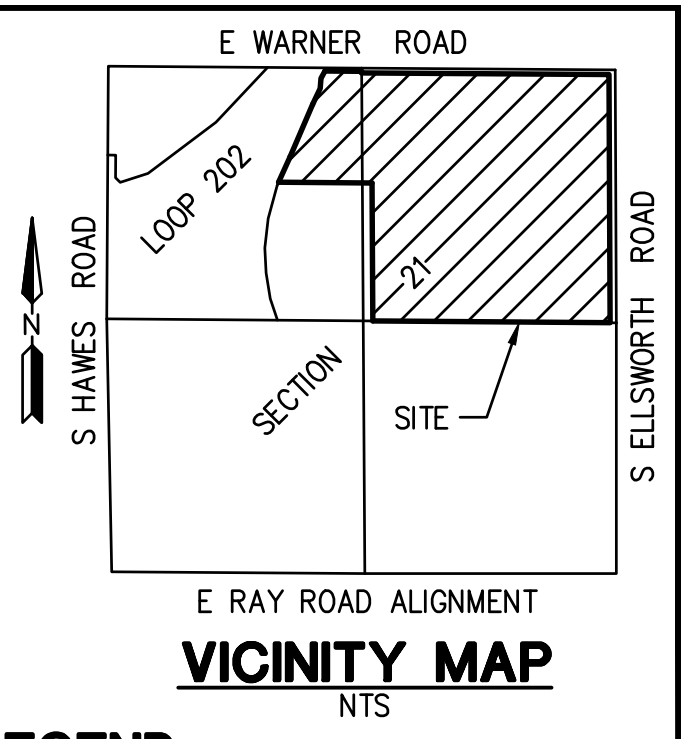 E WARNER ROAD
LOOP 202
S HAWES ROAD
N
21
S ELLSWORTH ROAD
SECTION
SITE
E RAY ROAD ALIGNMENT
VICINITY MAP
NTS